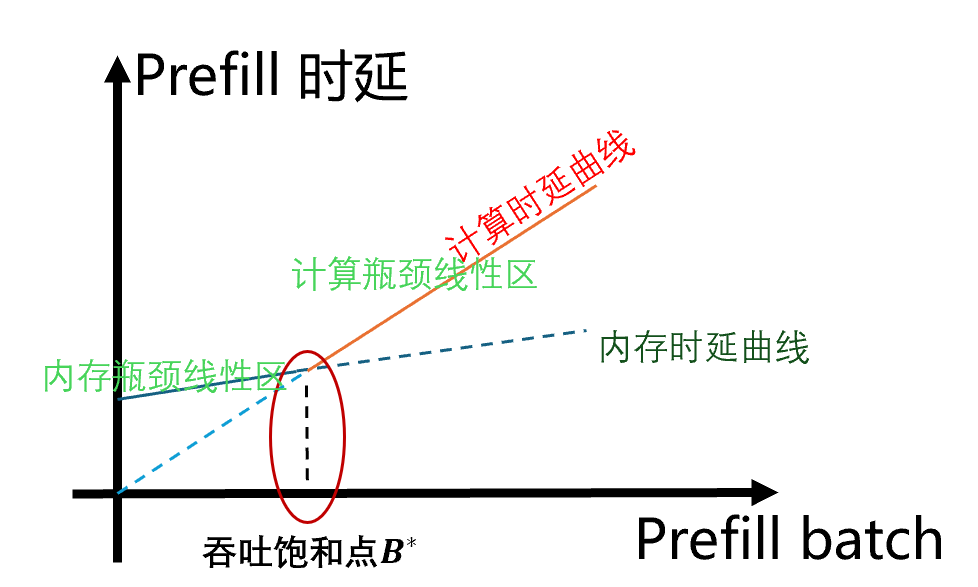 Prefill 时延
计算时延曲线
计算瓶颈线性区
内存时延曲线
内存瓶颈线性区
吞吐饱和点B*
Prefill batch